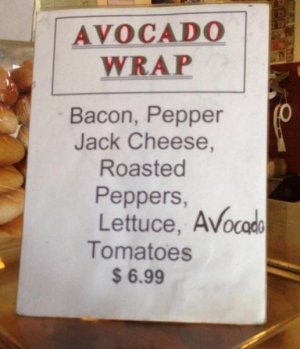 AVOCADO
WRAP
Bacon, Pepper
Jack Cheese,
Roasted
Peppers,
Lettuce, AVocado
Tomatoes
$ 6.99